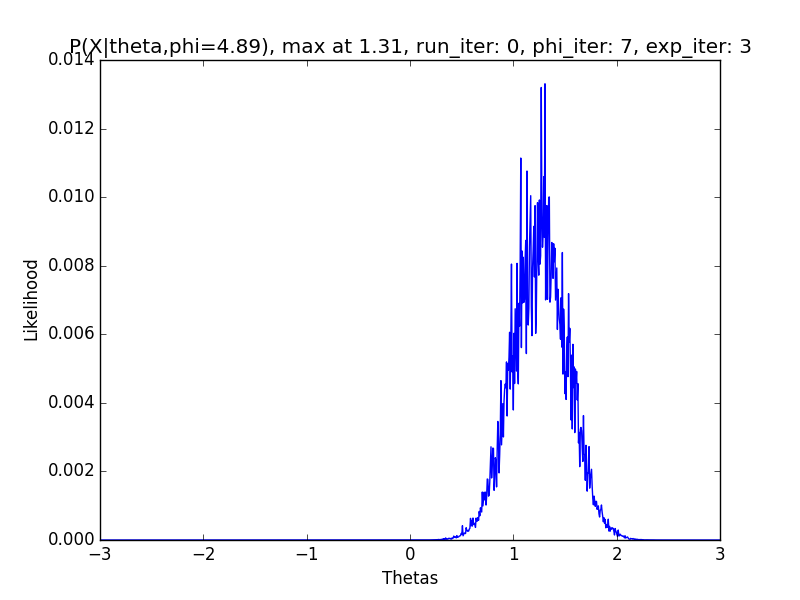 P(X|theta,phi=4.89), max at 1.31, run_iter: 0, phi_iter: 7, exp_iter: 3
0.014
0.012
0.010
0.008
0.006
0.004
0.002
0.000
Likelihood
−3 −2 −1 0 1 2 3
Thetas